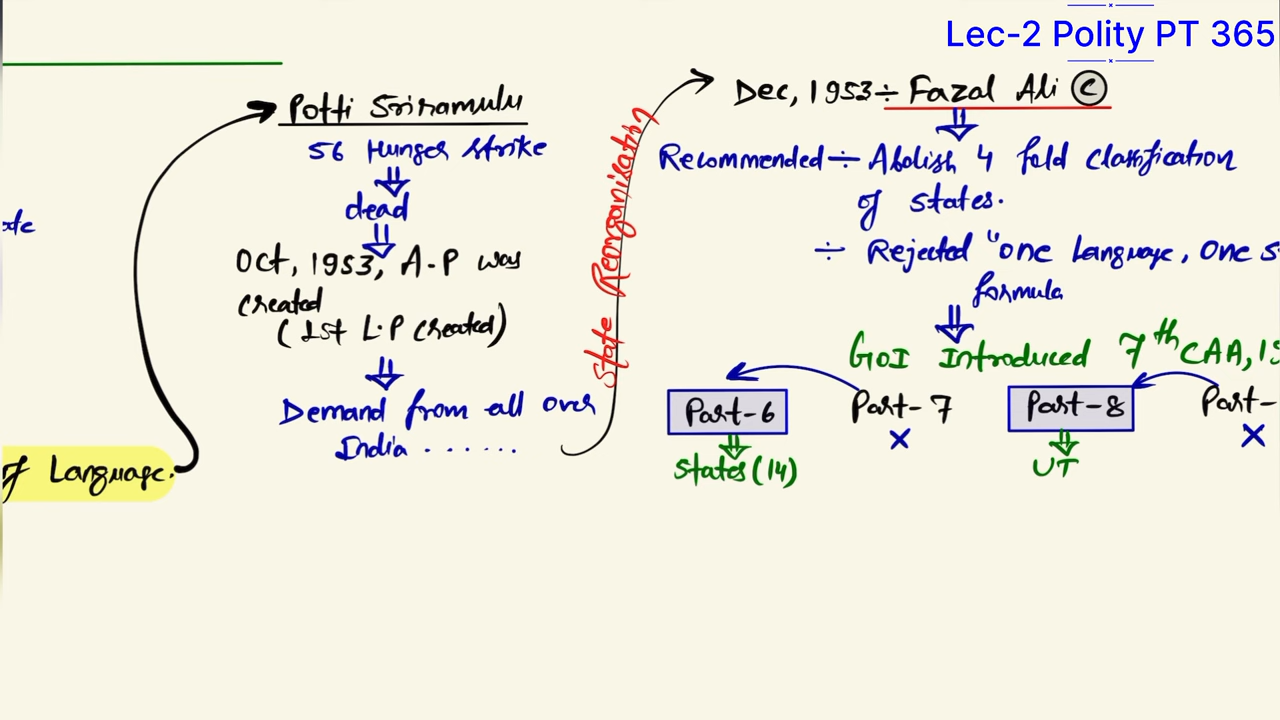 Lec-2 Polity PT 365
of Language.
Potti Sriramulu
56 Hunger Strike
dead
Oct, 1953, A.P was
created
(1st L.P created)
Demand from all over
India ......
State Reorganisation
Dec, 1953÷ Fazal Ali C
Recommended ÷ Abolish 4 fold classification
of states.
÷ Rejected "one Language, one s
formula
GoI Introduced 7th CAA, 19
Part-6 Part-7 Part-8 Part-
X X
States (14) UT